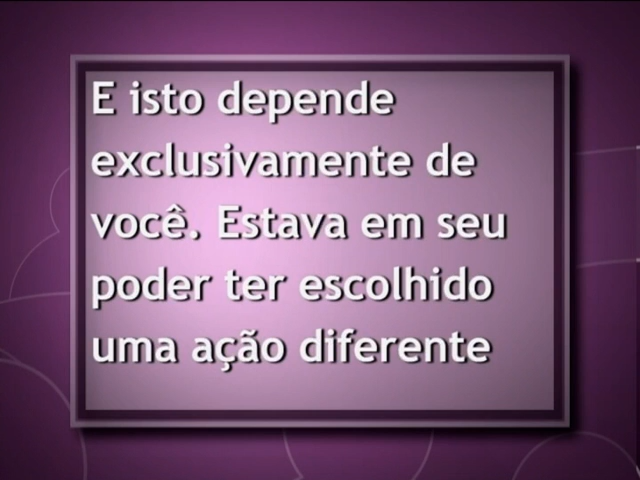 E isto depende
exclusivamente de
você. Estava em seu
poder ter escolhido
uma ação diferente